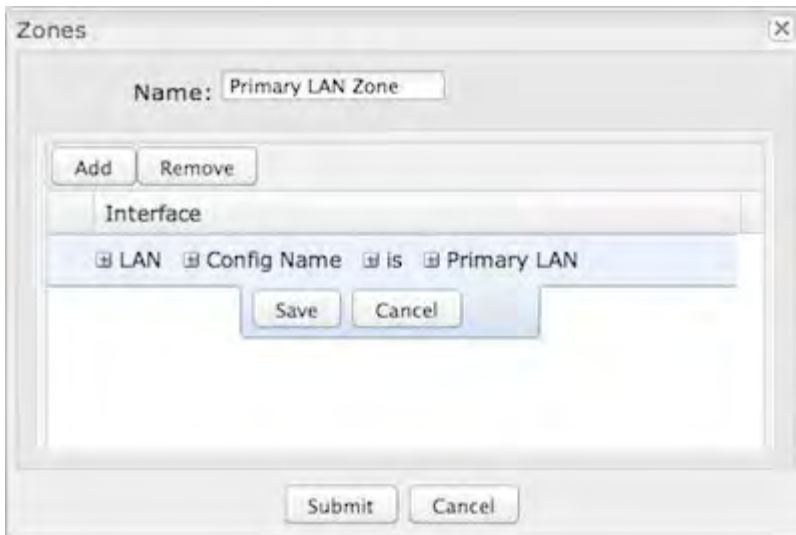 Zones
Name: Primary LAN Zone
Add Remove
Interface
LAN Config Name is Primary LAN
Save Cancel
Submit Cancel